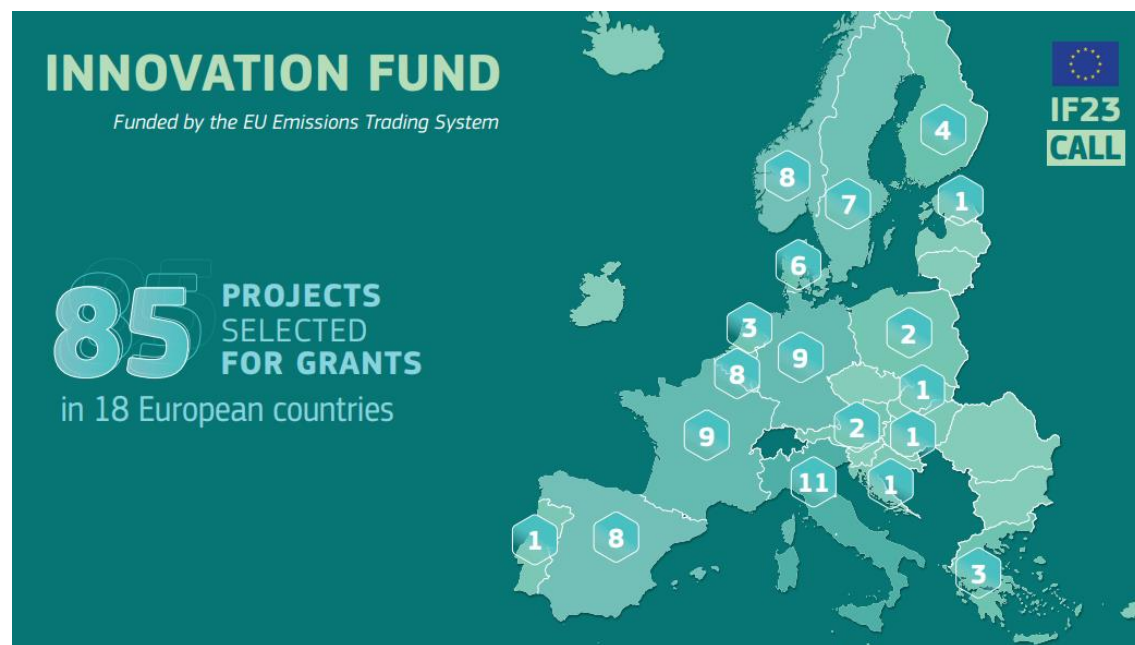 INNOVATION FUND
Funded by the EU Emissions Trading System
IF23
CALL
85
PROJECTS
SELECTED
FOR GRANTS
in 18 European countries
4
8
7
1
6
3
2
9
8
1
9
2
1
11
1
1
8
3